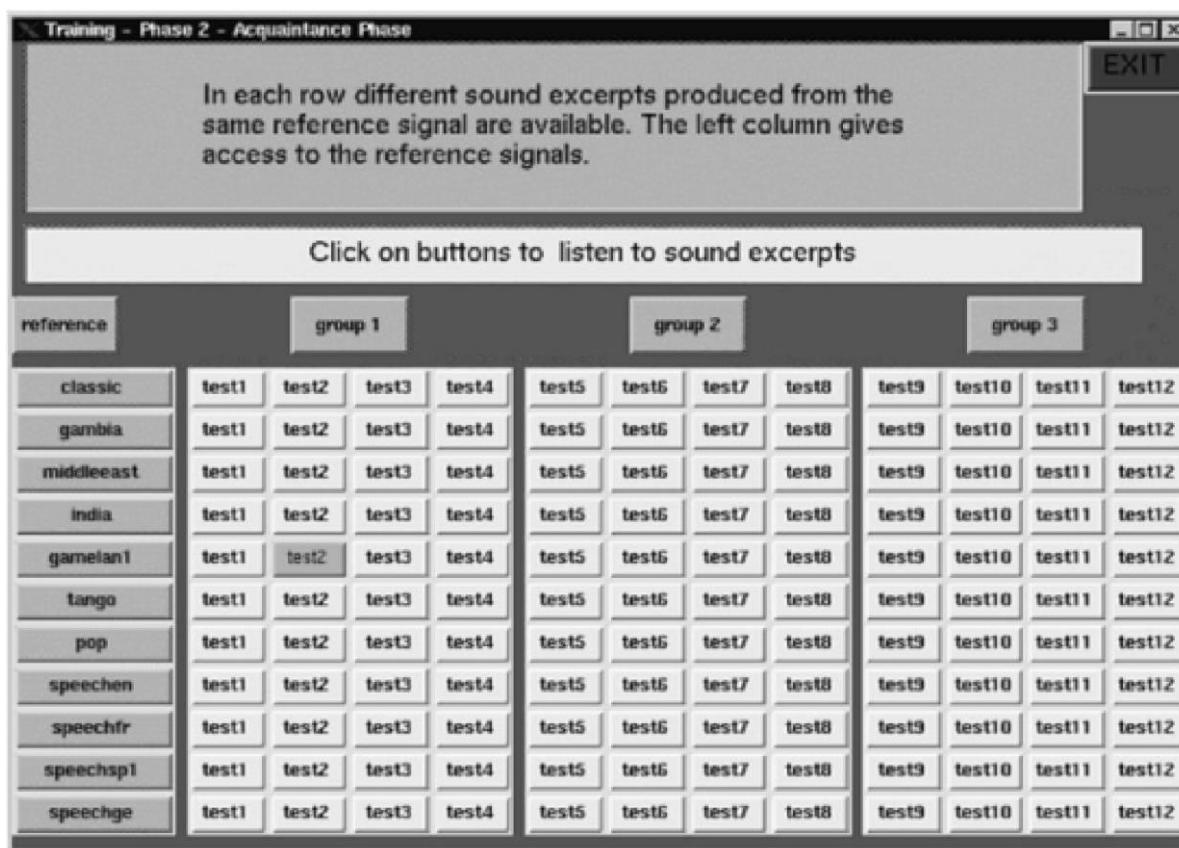 Training - Phase 2 - Acquaintance Phase
EXIT
In each row different sound excerpts produced from the
same reference signal are available. The left column gives
access to the reference signals.
Click on buttons to listen to sound excerpts
reference group 1 group 2 group 3
classic test1 test2 test3 test4 test5 test6 test7 test8 test9 test10 test11 test12
gambia test1 test2 test3 test4 test5 test6 test7 test8 test9 test10 test11 test12
middleeast test1 test2 test3 test4 test5 test6 test7 test8 test9 test10 test11 test12
india test1 test2 test3 test4 test5 test6 test7 test8 test9 test10 test11 test12
gamelan1 test1 test2 test3 test4 test5 test6 test7 test8 test9 test10 test11 test12
tango test1 test2 test3 test4 test5 test6 test7 test8 test9 test10 test11 test12
pop test1 test2 test3 test4 test5 test6 test7 test8 test9 test10 test11 test12
speechen test1 test2 test3 test4 test5 test6 test7 test8 test9 test10 test11 test12
speechfr test1 test2 test3 test4 test5 test6 test7 test8 test9 test10 test11 test12
speechsp1 test1 test2 test3 test4 test5 test6 test7 test8 test9 test10 test11 test12
speechge test1 test2 test3 test4 test5 test6 test7 test8 test9 test10 test11 test12